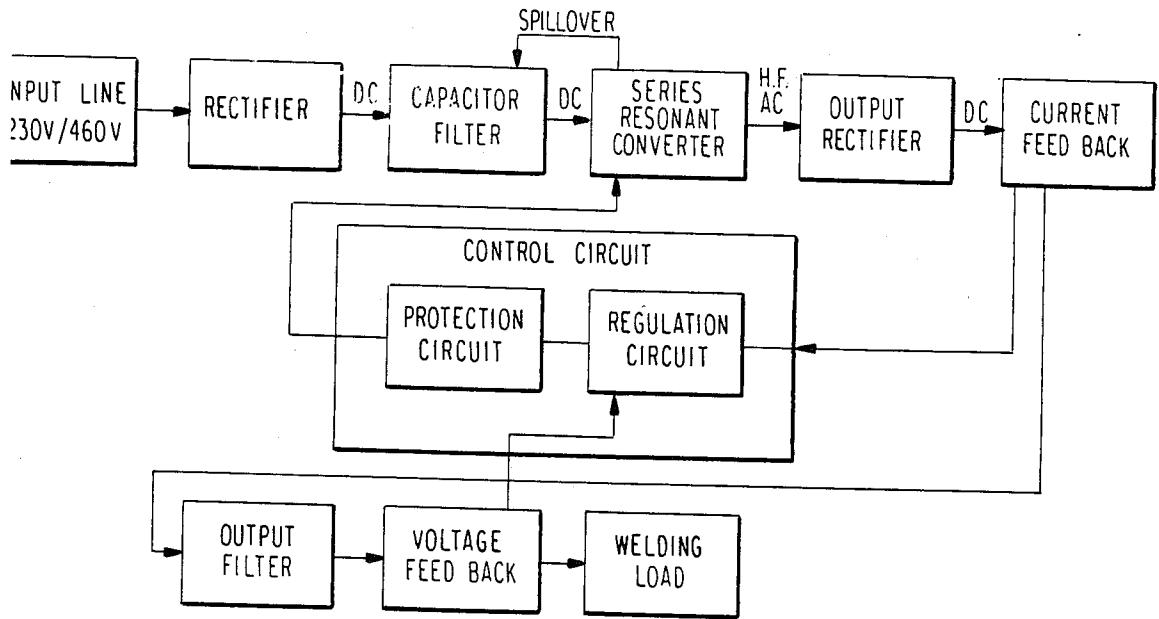 SPILLOVER
NPUT LINE
230V/460V
RECTIFIER
DC
CAPACITOR
FILTER
DC
SERIES
RESONANT
CONVERTER
H.F.
AC
OUTPUT
RECTIFIER
DC
CURRENT
FEED BACK
CONTROL CIRCUIT
PROTECTION
CIRCUIT
REGULATION
CIRCUIT
OUTPUT
FILTER
VOLTAGE
FEED BACK
WELDING
LOAD